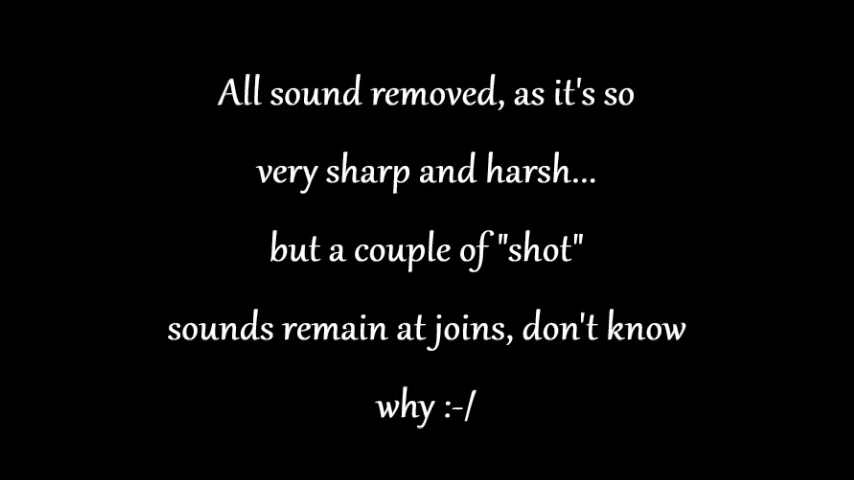 All sound removed, as it's so
very sharp and harsh...
but a couple of "shot"
sounds remain at joins, don't know
why :-/